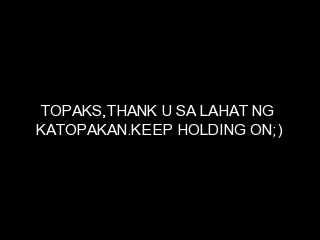 TOPAKS,THANK U SA LAHAT NG
KATOPAKAN.KEEP HOLDING ON;)